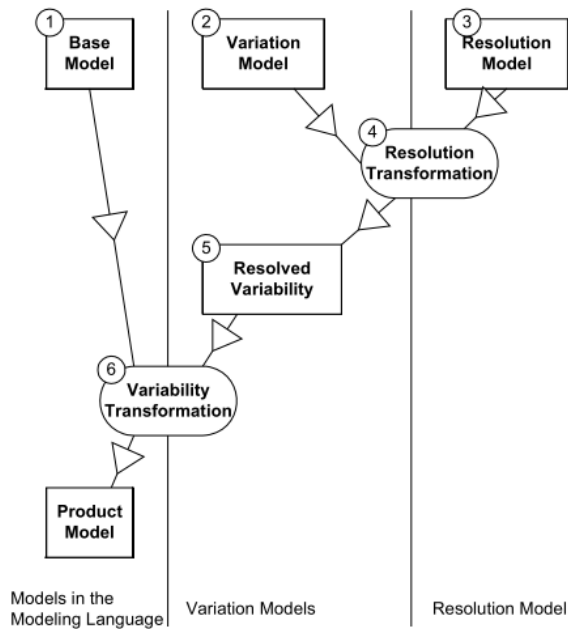 1
Base
Model
2
Variation
Model
3
Resolution
Model
4
Resolution
Transformation
5
Resolved
Variability
6
Variability
Transformation
Product
Model
Models in the
Modeling Language
Variation Models
Resolution Model